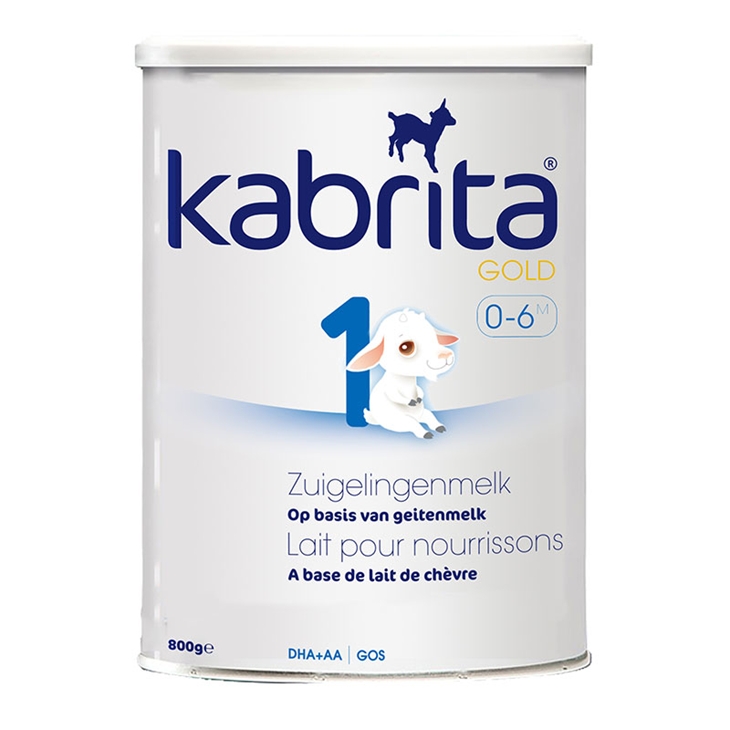 kabrita®
GOLD
0-6M
1
Zuigelingenmelk
Op basis van geitenmelk
Lait pour nourrissons
A base de lait de chèvre
800g℮
DHA+AA | GOS